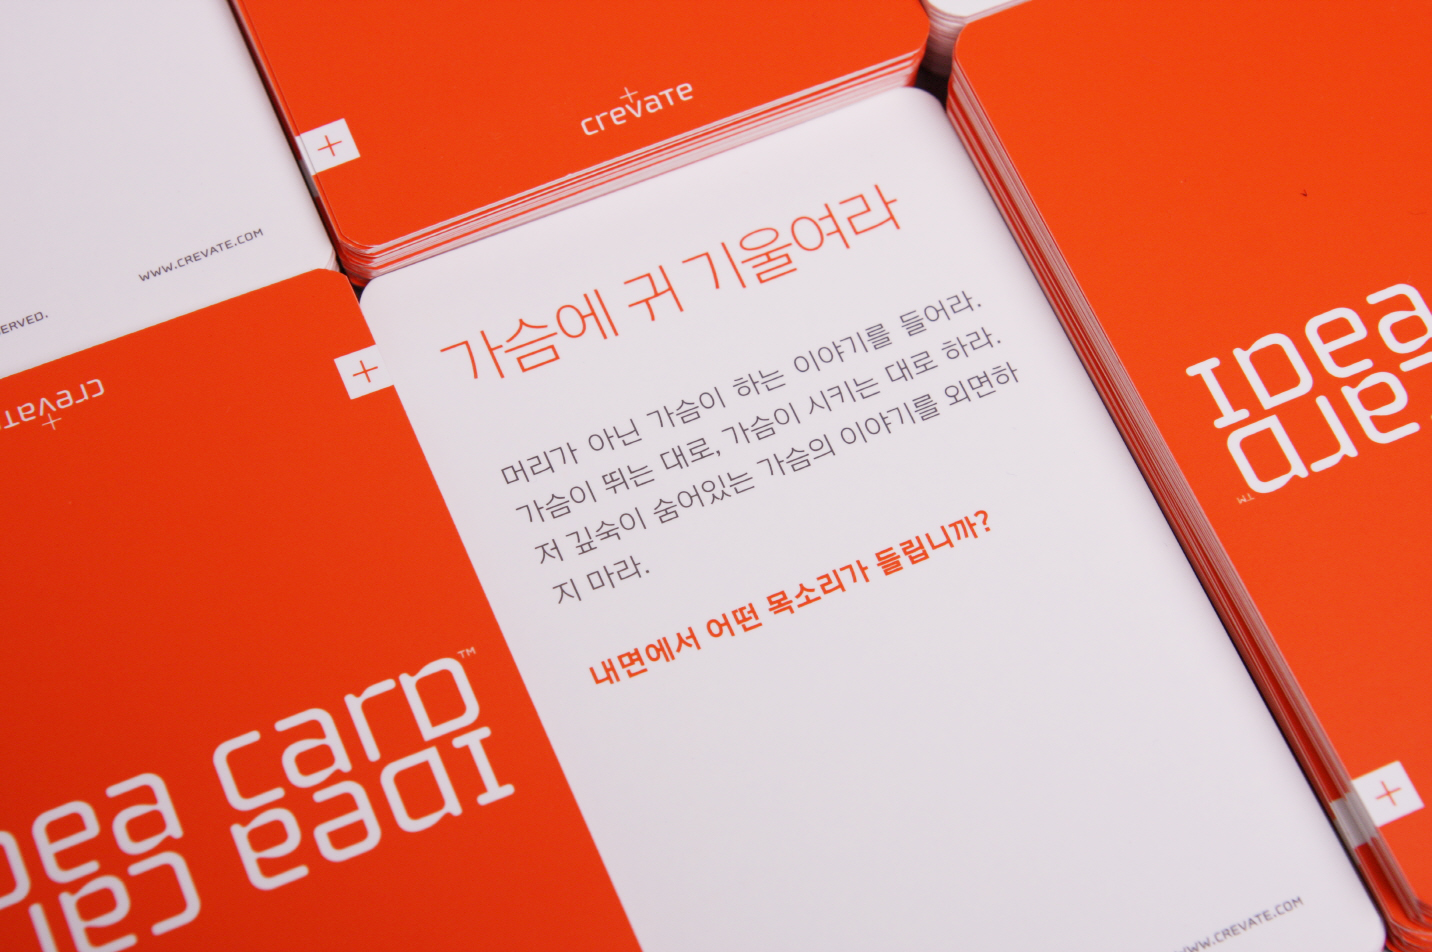 crevate
+
WWW.CREVATE.COM
가슴에 귀 기울여라
머리가 아닌 가슴이 하는 이야기를 들어라.
가슴이 뛰는 대로, 가슴이 시키는 대로 하라.
저 깊숙이 숨어있는 가슴의 이야기를 외면하
지 마라.
내면에서 어떤 목소리가 들립니까?
WWW.CREVATE.COM
crevate
+
Idea card™
Idea card
Idea
card™
+